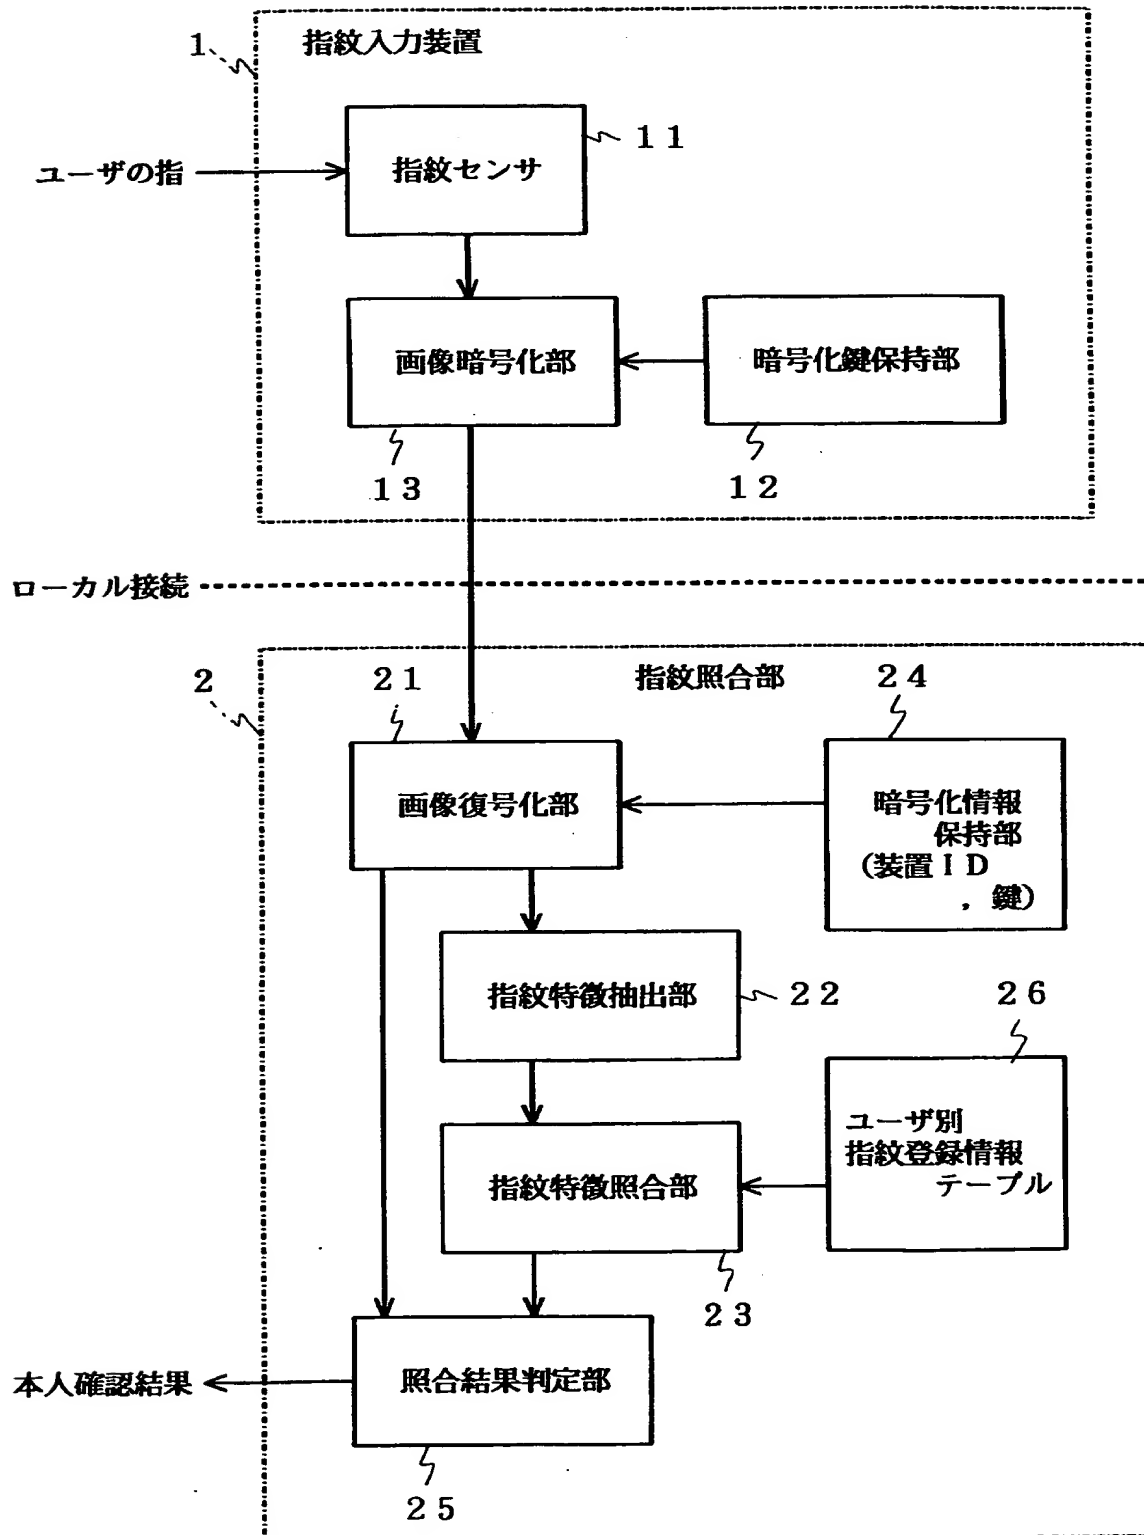 1
指紋入力装置
11
ユーザの指
指紋センサ
画像暗号化部
暗号化鍵保持部
13
12
ローカル接続
2
21
指紋照合部
24
画像復号化部
暗号化情報
保持部
(装置ID
,鍵)
指紋特徴抽出部
22
26
ユーザ別
指紋登録情報
テーブル
指紋特徴照合部
23
本人確認結果
照合結果判定部
25